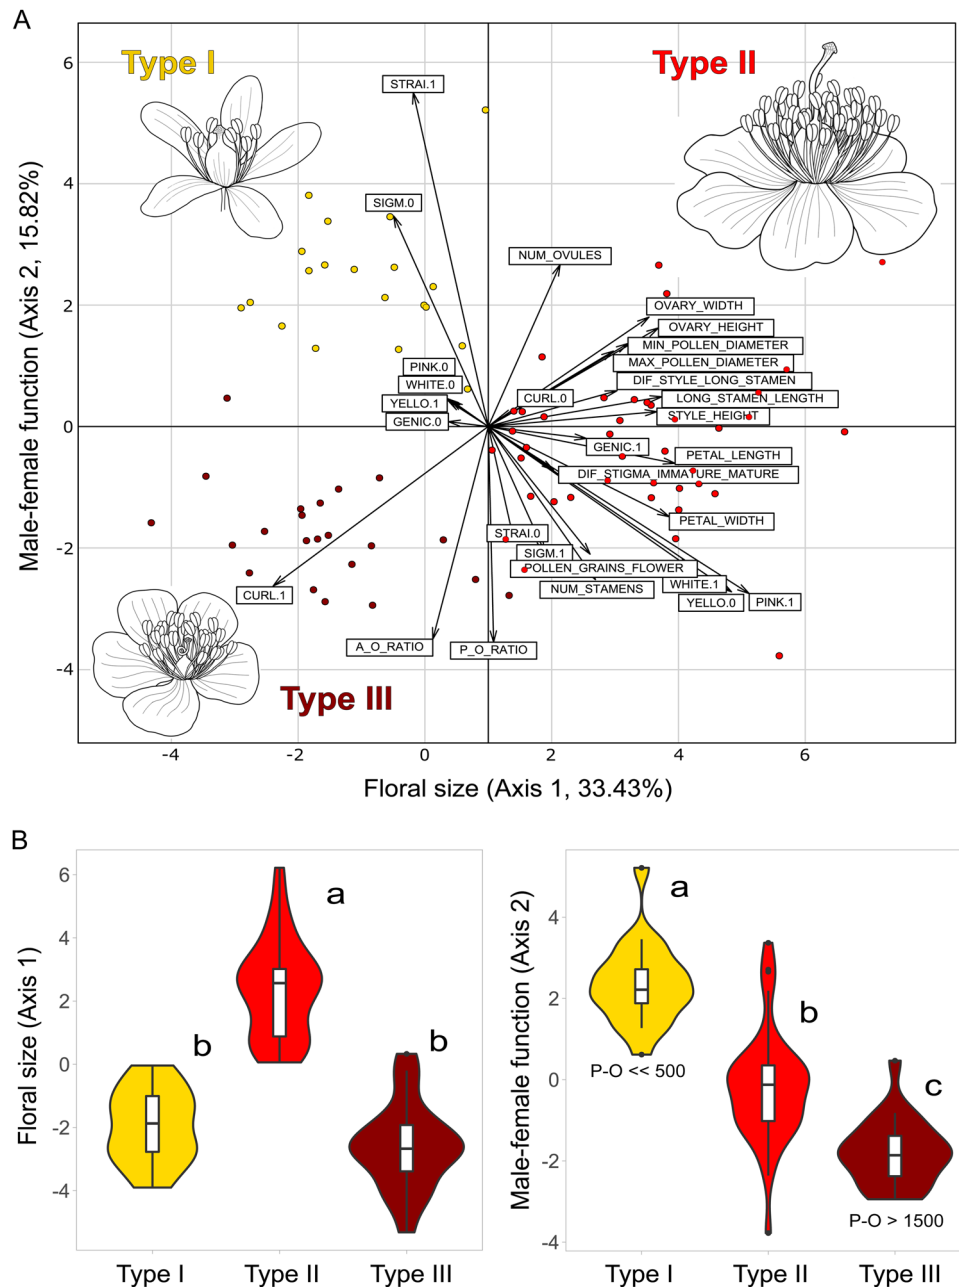 A
Type I
Type II
STRAI.1
SIGM.0
NUM_OVULES
OVARY_WIDTH
OVARY_HEIGHT
MIN_POLLEN_DIAMETER
MAX_POLLEN_DIAMETER
PINK.0
WHITE.0
DIF_STYLE_LONG_STAMEN
YELLO.1
CURL.0
LONG_STAMEN_LENGTH
GENIC.0
STYLE_HEIGHT
GENIC.1
PETAL_LENGTH
DIF_STIGMA_IMMATURE_MATURE
PETAL_WIDTH
STRAI.0
SIGM.1
POLLEN_GRAINS_FLOWER
NUM_STAMENS
WHITE.1
CURL.1
YELLO.0
PINK.1
A_O_RATIO
P_O_RATIO
Type III
6
4
2
0
-2
-4
Male-female function (Axis 2, 15.82%)
-4
-2
0
2
4
6
Floral size (Axis 1, 33.43%)
B
Floral size (Axis 1)
6
4
2
0
-2
-4
b
a
b
Type I
Type II
Type III
Male-female function (Axis 2)
4
2
0
-2
-4
a
b
c
P-O << 500
P-O > 1500
Type I
Type II
Type III